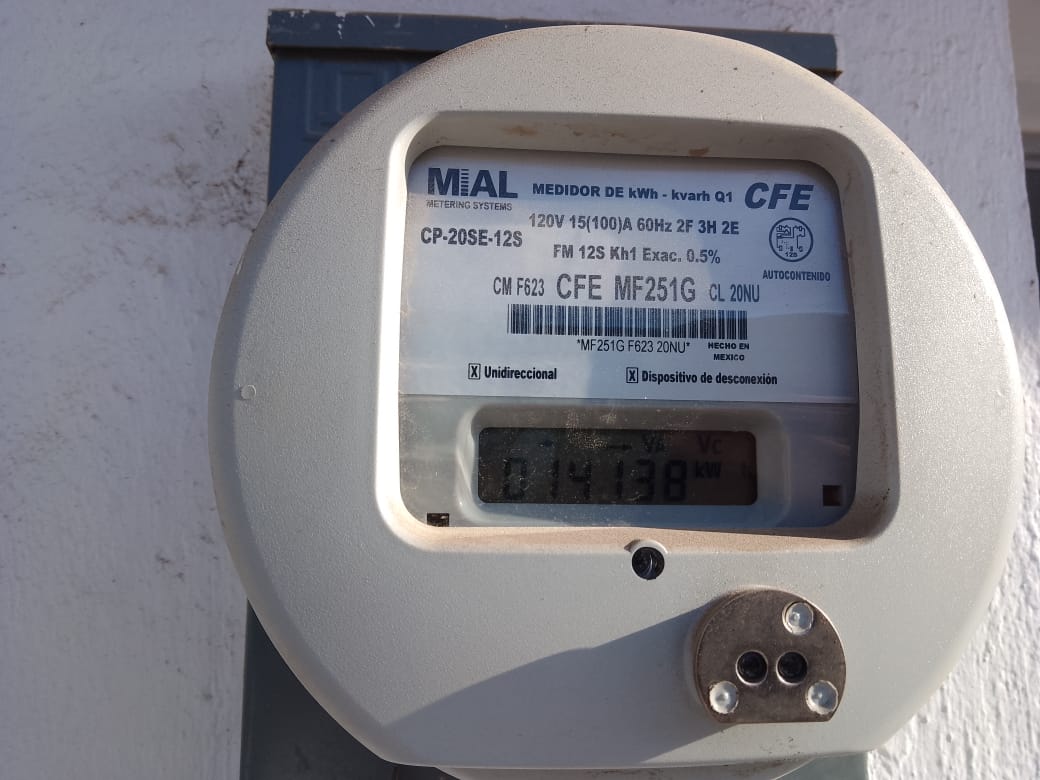 MIAL
METERING SYSTEMS
MEDIDOR DE kWh - kvarh Q1
CFE
120V 15(100)A 60Hz 2F 3H 2E
CP-20SE-12S
FM 12S Kh1 Exac. 0.5%
12S
AUTOCONTENIDO
CM F623 CFE MF251G CL 20NU
*MF251G F623 20NU*
HECHO EN
MEXICO
X Unidireccional
X Dispositivo de desconexión
Vc
014138 kW